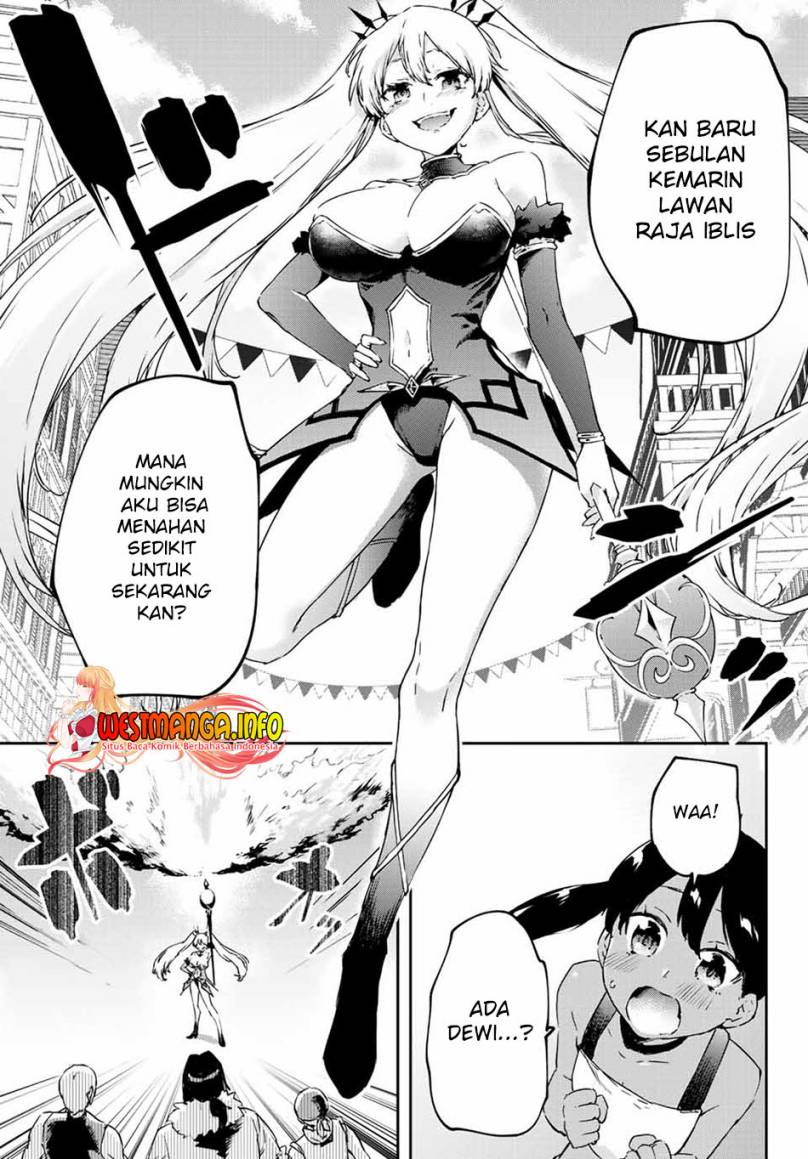 KAN BARU
SEBULAN
KEMARIN
LAWAN
RAJA IBLIS
MANA
MUNGKIN
AKU BISA
MENAHAN
SEDIKIT
UNTUK
SEKARANG
KAN?
WESTMANGA.INFO
Situs Baca Komik Berbahasa Indonesia
WAA!
ADA
DEWI...?